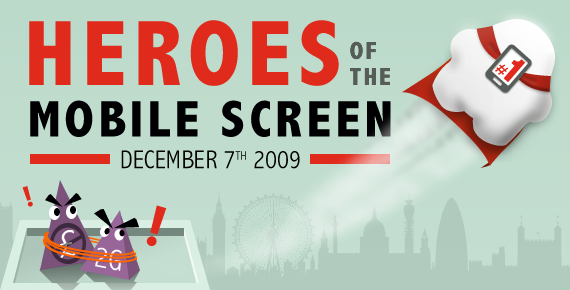 HEROES
OF
THE
MOBILE SCREEN
DECEMBER 7TH 2009
#1
!
£
2G
!